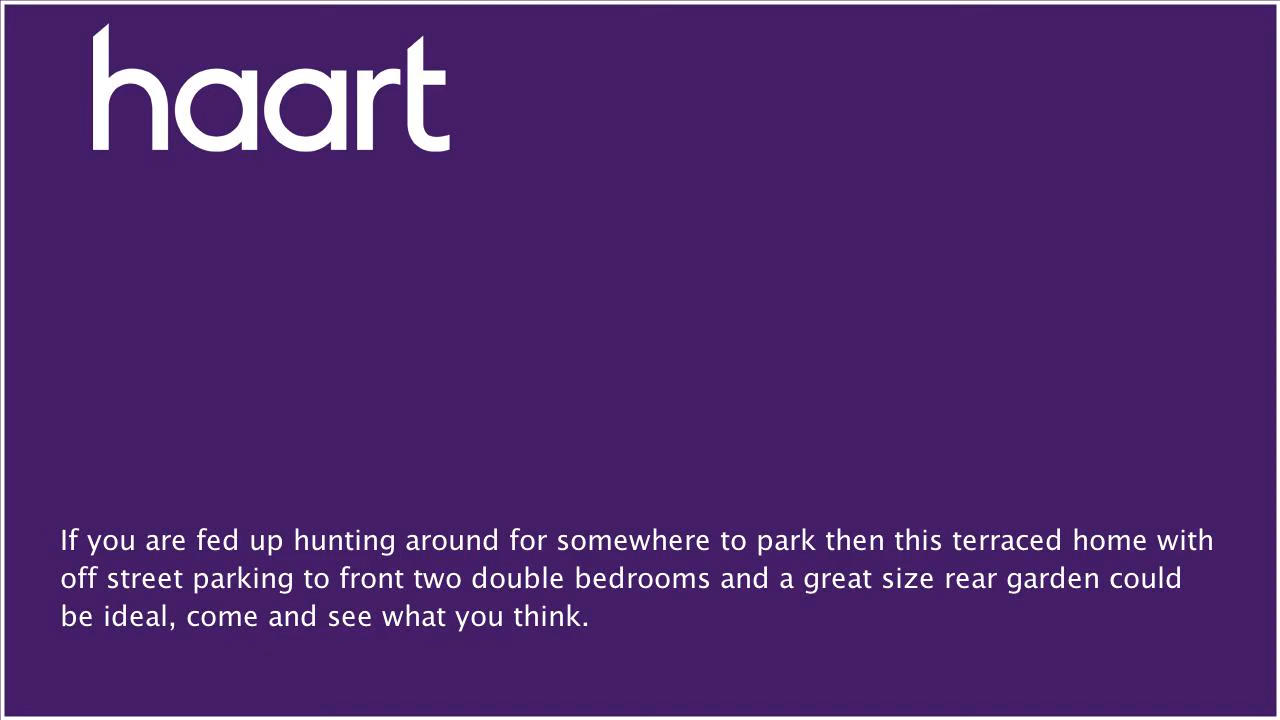 haart
If you are fed up hunting around for somewhere to park then this terraced home with
off street parking to front two double bedrooms and a great size rear garden could
be ideal, come and see what you think.